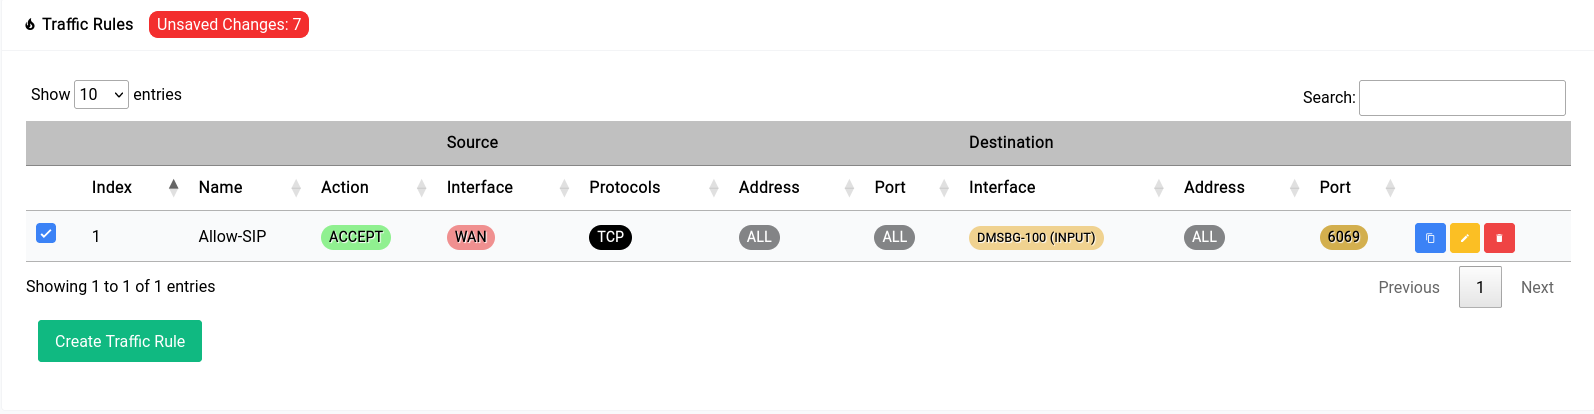 Traffic Rules Unsaved Changes: 7
Show 10 entries Search:
Source Destination
Index Name Action Interface Protocols Address Port Interface Address Port
1 Allow-SIP ACCEPT WAN TCP ALL ALL DMSBG-100 (INPUT) ALL 6069
Showing 1 to 1 of 1 entries Previous 1 Next
Create Traffic Rule